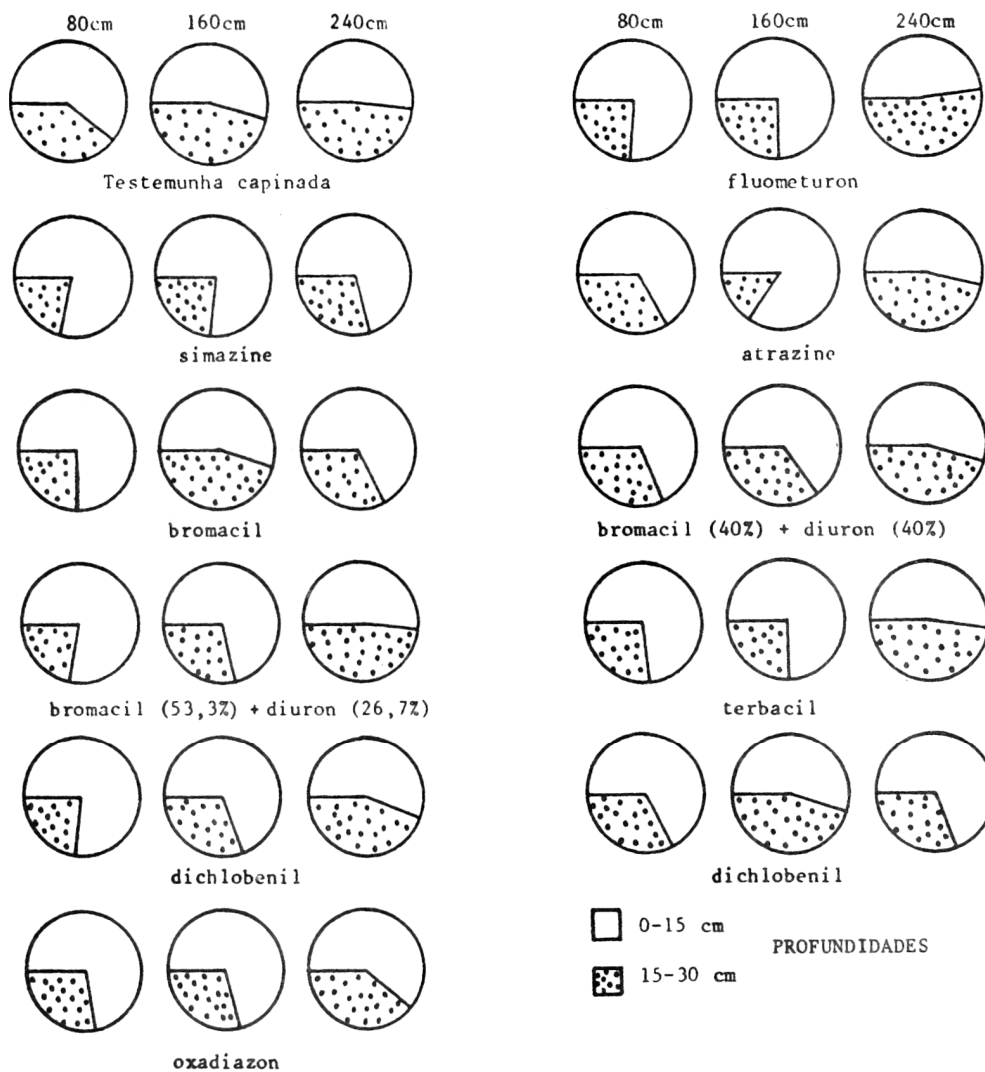 80cm 160cm 240cm
80cm 160cm 240cm
Testemunha capinada
fluometuron
simazine
atrazine
bromacil
bromacil (40%) + diuron (40%)
bromacil (53,3%) + diuron (26,7%)
terbacil
dichlobenil
dichlobenil
0-15 cm
PROFUNDIDADES
15-30 cm
oxadiazon